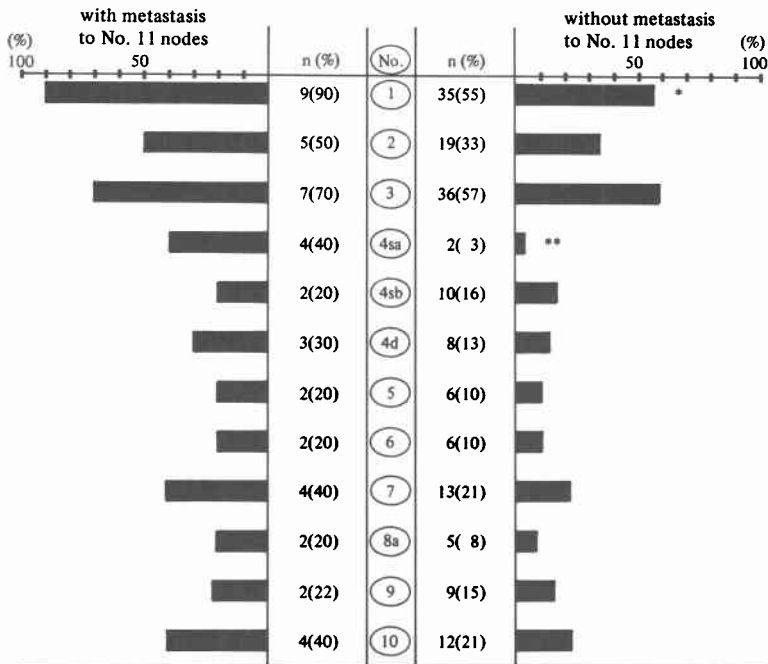 with metastasis
to No. 11 nodes
without metastasis
to No. 11 nodes
(%) n (%) No. n (%) (%)
100 50 50 100
9(90) 1 35(55) *
5(50) 2 19(33)
7(70) 3 36(57)
4(40) 4sa 2( 3) **
2(20) 4sb 10(16)
3(30) 4d 8(13)
2(20) 5 6(10)
2(20) 6 6(10)
4(40) 7 13(21)
2(20) 8a 5( 8)
2(22) 9 9(15)
4(40) 10 12(21)